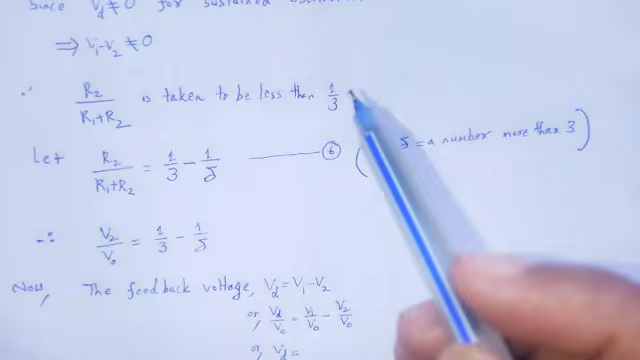 Since V_d ≠ 0 for sustained
⇒ V₁-V₂ ≠ 0
∴ R₂/(R₁+R₂) is taken to be less than 1/3
Let R₂/(R₁+R₂) = 1/3 - 1/δ —— ⑥ (δ = a number more than 3)
∴ V₂/V₀ = 1/3 - 1/δ
Now, The feedback voltage, V_d = V₁-V₂
or, V_d/V₀ = V₁/V₀ - V₂/V₀
or, V_d =